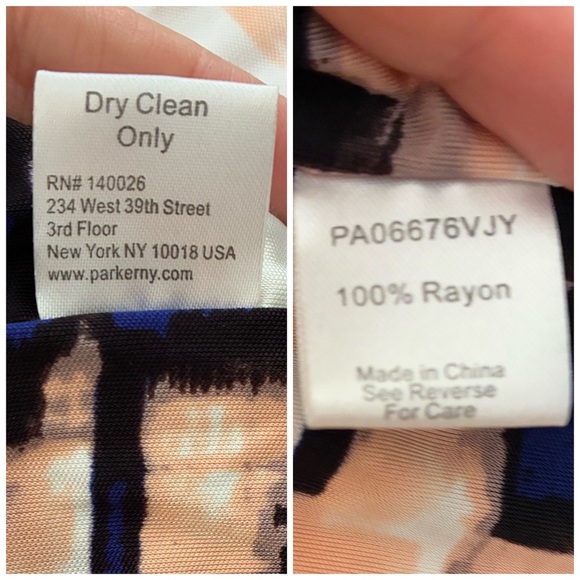 Dry Clean
Only
RN# 140026
234 West 39th Street
3rd Floor
New York NY 10018 USA
www.parkerny.com
PA06676VJY
100% Rayon
Made in China
See Reverse
For Care